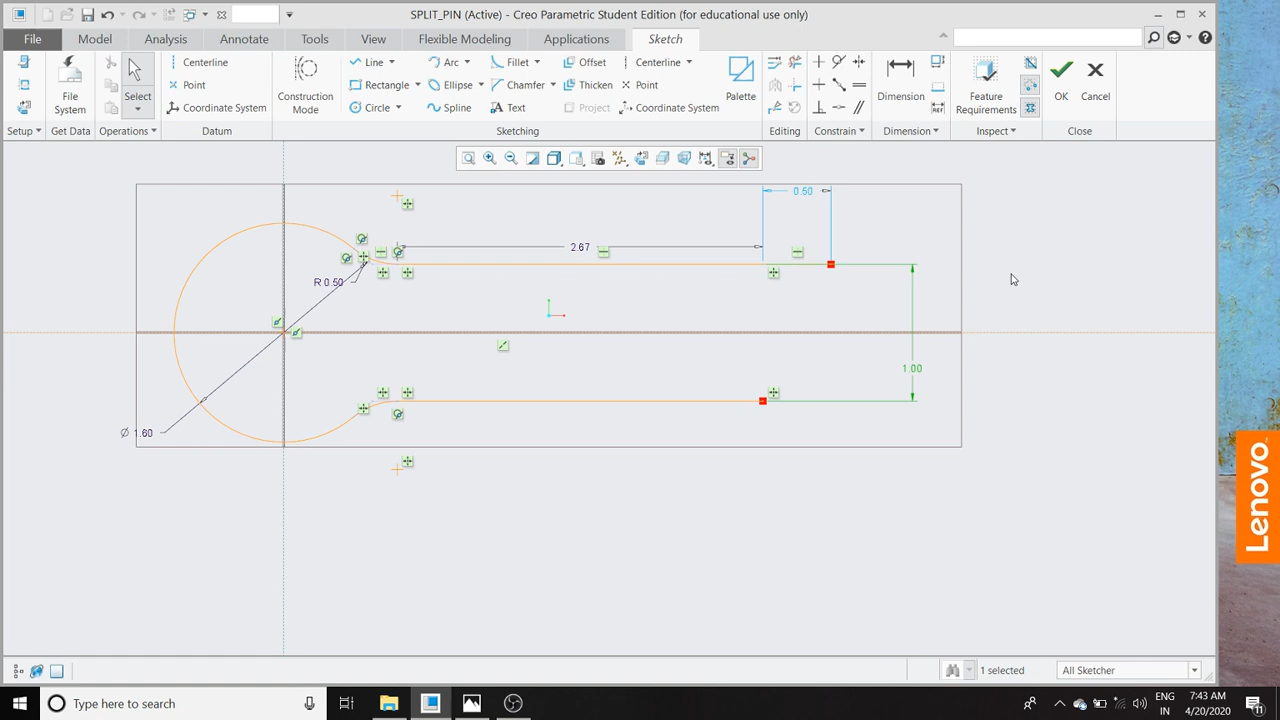 SPLIT_PIN (Active) - Creo Parametric Student Edition (for educational use only)
File Model Analysis Annotate Tools View Flexible Modeling Applications Sketch
Centerline Line Arc Fillet Offset Centerline
Point Rectangle Ellipse Chamfer Thicken Point
File System Select Coordinate System Construction Mode Circle Spline Text Project Coordinate System Palette Dimension Feature Requirements OK Cancel
Setup Get Data Operations Datum Sketching Editing Constrain Dimension Inspect Close
0.50
2.67
R 0.50
1.00
Ø 1.60
Lenovo
1 selected All Sketcher
Type here to search
ENG
IN
7:43 AM
4/20/2020
11